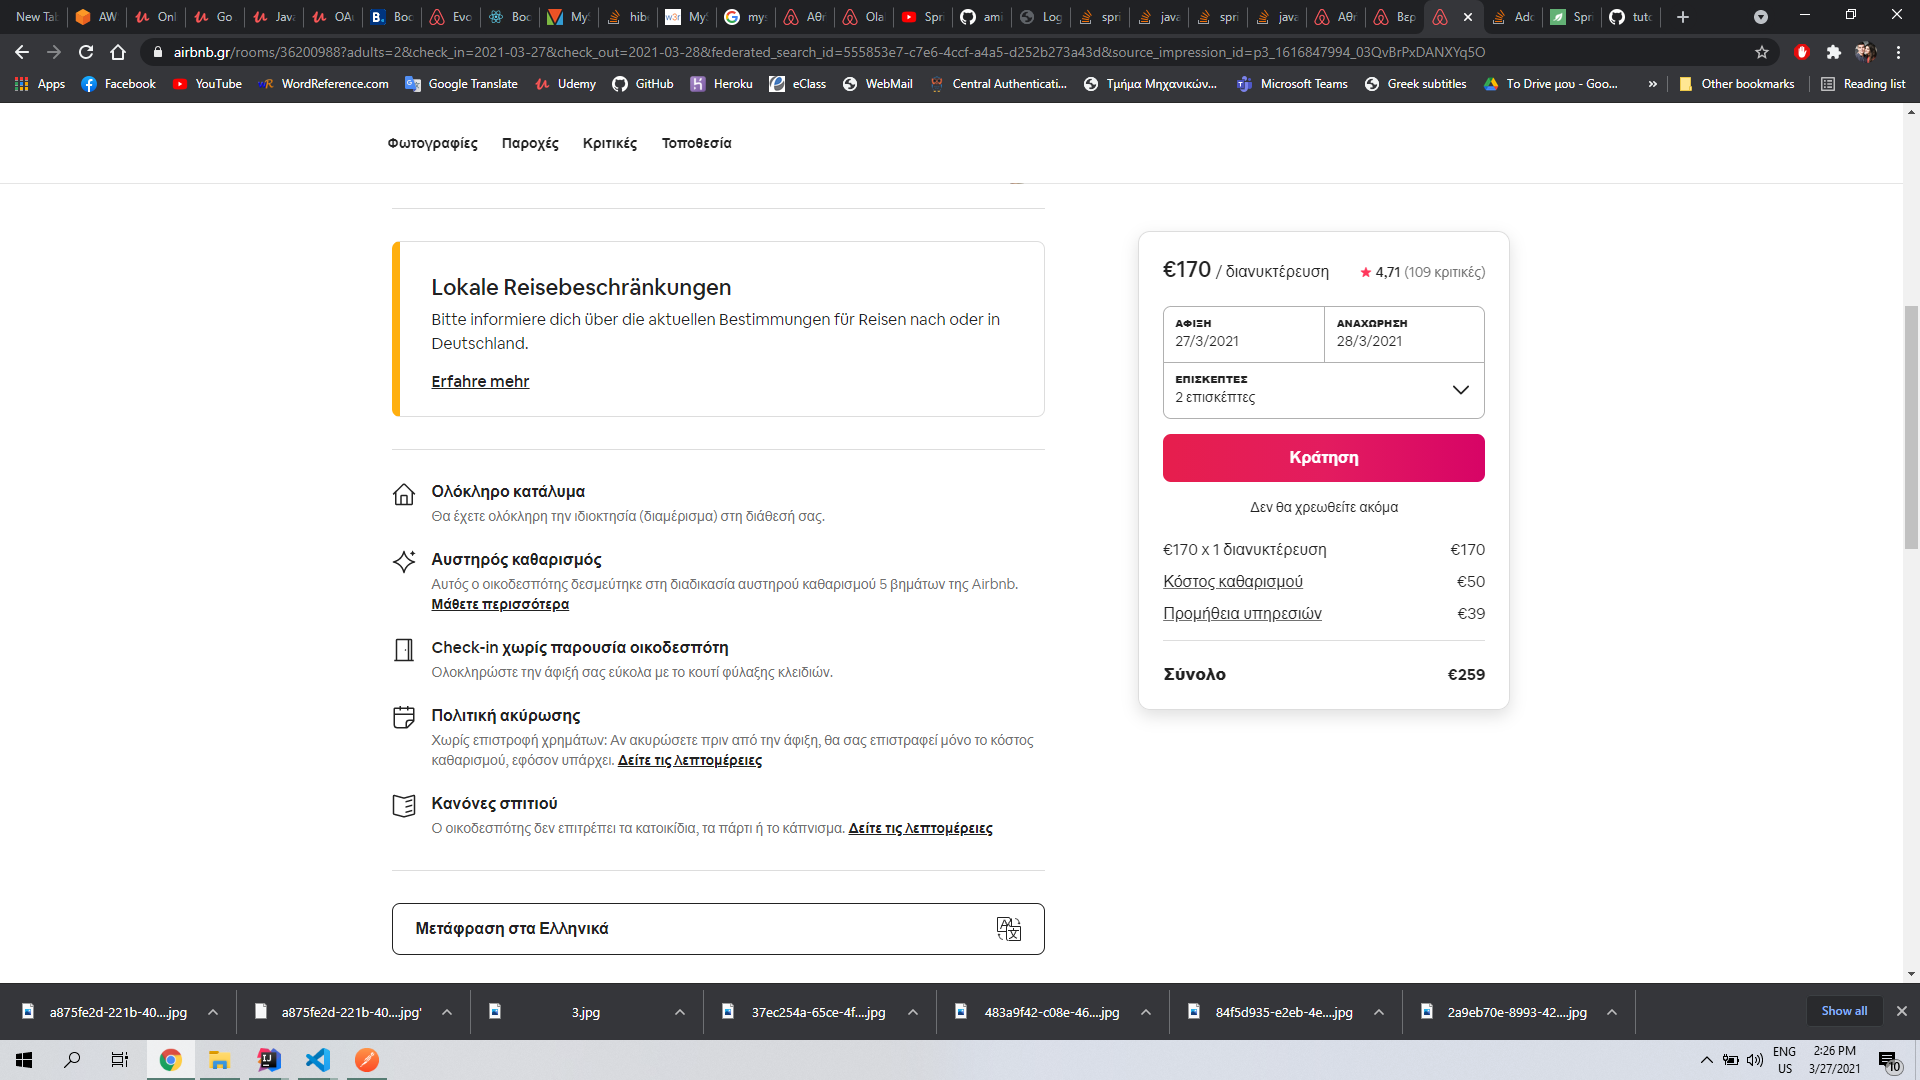 New Tab
AW
Onl
Go
Java
OAu
Boo
Evo
Boo
MyS
hibe
MyS
mys
Αθη
Ola
Spri
ami
Log
spri
java
spri
java
Αθη
Βερ
Add
Spri
tuto
airbnb.gr/rooms/36200988?adults=2&check_in=2021-03-27&check_out=2021-03-28&federated_search_id=555853e7-c7e6-4ccf-a4a5-d252b273a43d&source_impression_id=p3_1616847994_03QvBrPxDANXYq5O
Apps
Facebook
YouTube
WordReference.com
Google Translate
Udemy
GitHub
Heroku
eClass
WebMail
Central Authenticati...
Τμήμα Μηχανικών...
Microsoft Teams
Greek subtitles
Το Drive μου - Goo...
»
Other bookmarks
Reading list
Φωτογραφίες Παροχές Κριτικές Τοποθεσία
Lokale Reisebeschränkungen
Bitte informiere dich über die aktuellen Bestimmungen für Reisen nach oder in
Deutschland.
Erfahre mehr
Ολόκληρο κατάλυμα
Θα έχετε ολόκληρη την ιδιοκτησία (διαμέρισμα) στη διάθεσή σας.
Αυστηρός καθαρισμός
Αυτός ο οικοδεσπότης δεσμεύτηκε στη διαδικασία αυστηρού καθαρισμού 5 βημάτων της Airbnb.
Μάθετε περισσότερα
Check-in χωρίς παρουσία οικοδεσπότη
Ολοκληρώστε την άφιξή σας εύκολα με το κουτί φύλαξης κλειδιών.
Πολιτική ακύρωσης
Χωρίς επιστροφή χρημάτων: Αν ακυρώσετε πριν από την άφιξη, θα σας επιστραφεί μόνο το κόστος
καθαρισμού, εφόσον υπάρχει. Δείτε τις λεπτομέρειες
Κανόνες σπιτιού
Ο οικοδεσπότης δεν επιτρέπει τα κατοικίδια, τα πάρτι ή το κάπνισμα. Δείτε τις λεπτομέρειες
Μετάφραση στα Ελληνικά
€170 / διανυκτέρευση
4,71 (109 κριτικές)
ΑΦΙΞΗ
27/3/2021
ΑΝΑΧΩΡΗΣΗ
28/3/2021
ΕΠΙΣΚΕΠΤΕΣ
2 επισκέπτες
Κράτηση
Δεν θα χρεωθείτε ακόμα
€170 x 1 διανυκτέρευση €170
Κόστος καθαρισμού €50
Προμήθεια υπηρεσιών €39
Σύνολο €259
a875fe2d-221b-40....jpg
a875fe2d-221b-40....jpg'
3.jpg
37ec254a-65ce-4f....jpg
483a9f42-c08e-46....jpg
84f5d935-e2eb-4e....jpg
2a9eb70e-8993-42....jpg
Show all
ENG
US
2:26 PM
3/27/2021
10